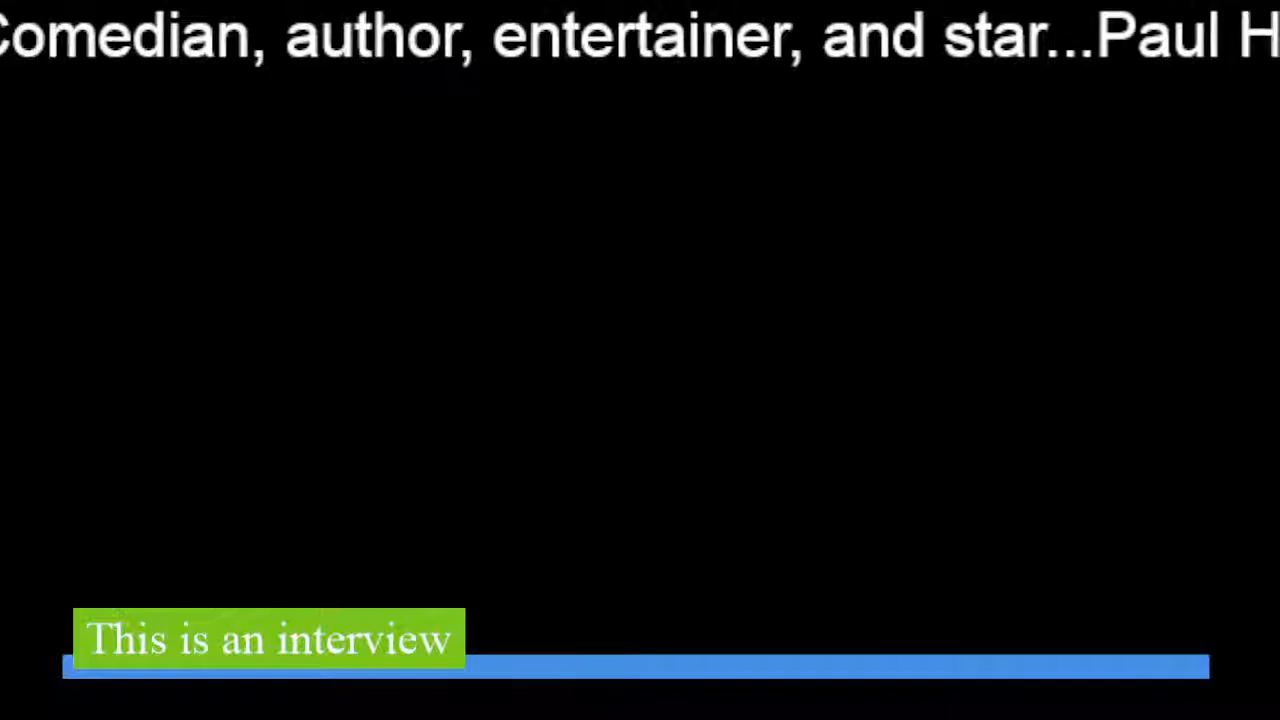 Comedian, author, entertainer, and star...Paul H
This is an interview